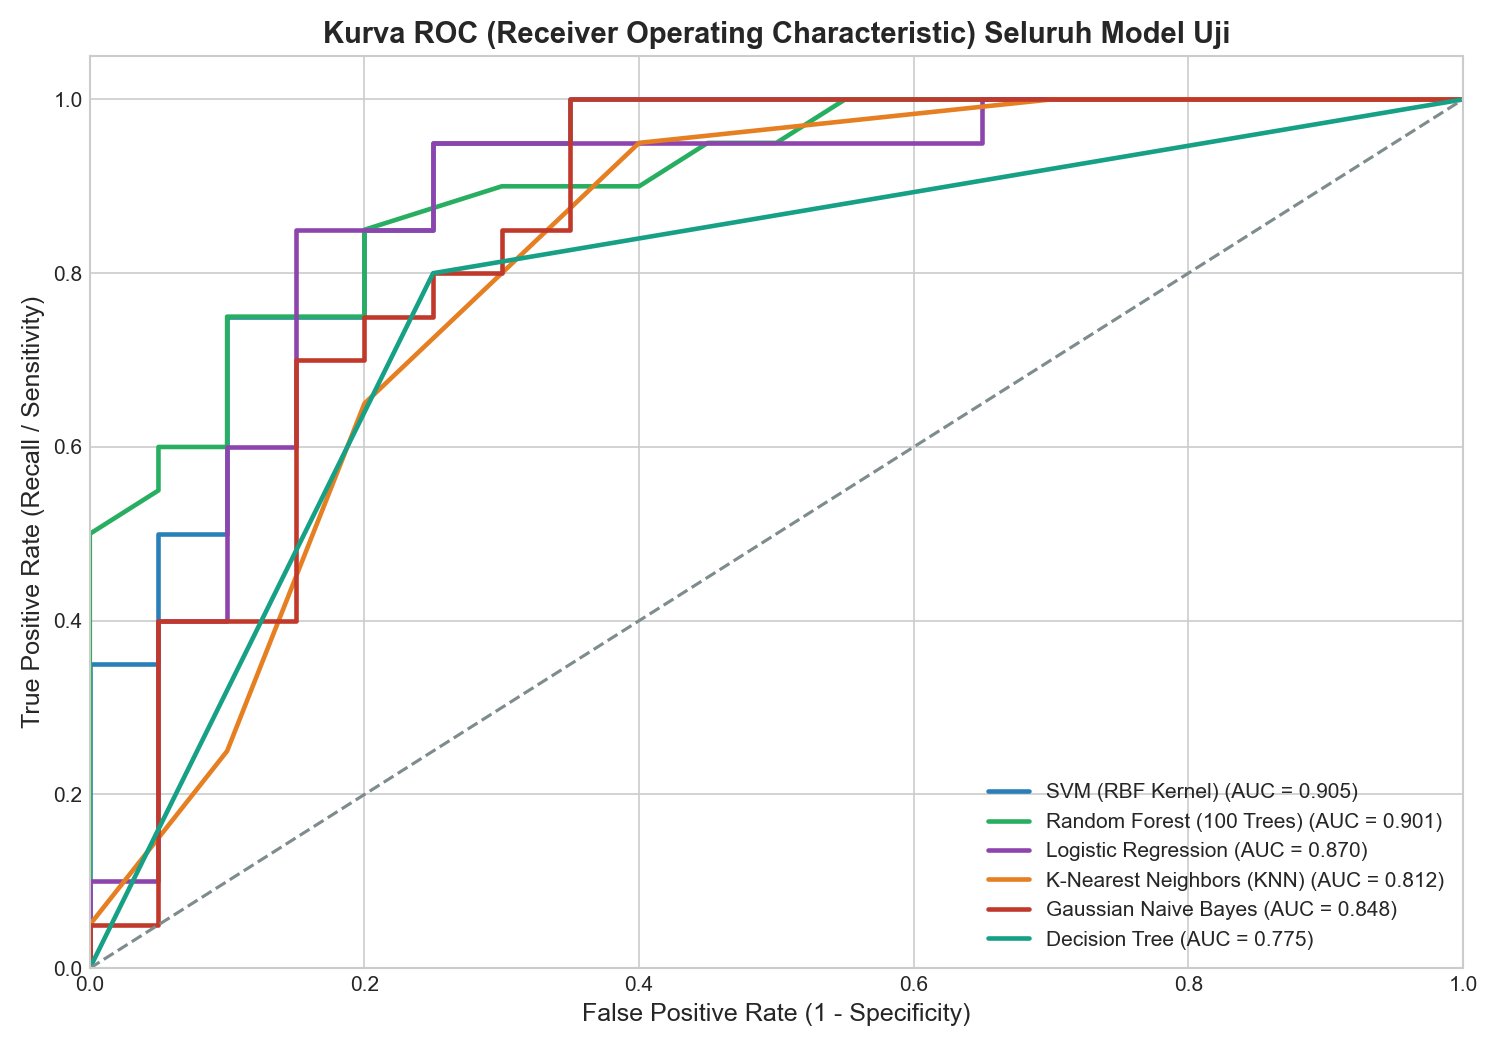 Kurva ROC (Receiver Operating Characteristic) Seluruh Model Uji
True Positive Rate (Recall / Sensitivity)
1.0
0.8
0.6
0.4
0.2
0.0
0.0 0.2 0.4 0.6 0.8 1.0
False Positive Rate (1 - Specificity)
SVM (RBF Kernel) (AUC = 0.905)
Random Forest (100 Trees) (AUC = 0.901)
Logistic Regression (AUC = 0.870)
K-Nearest Neighbors (KNN) (AUC = 0.812)
Gaussian Naive Bayes (AUC = 0.848)
Decision Tree (AUC = 0.775)